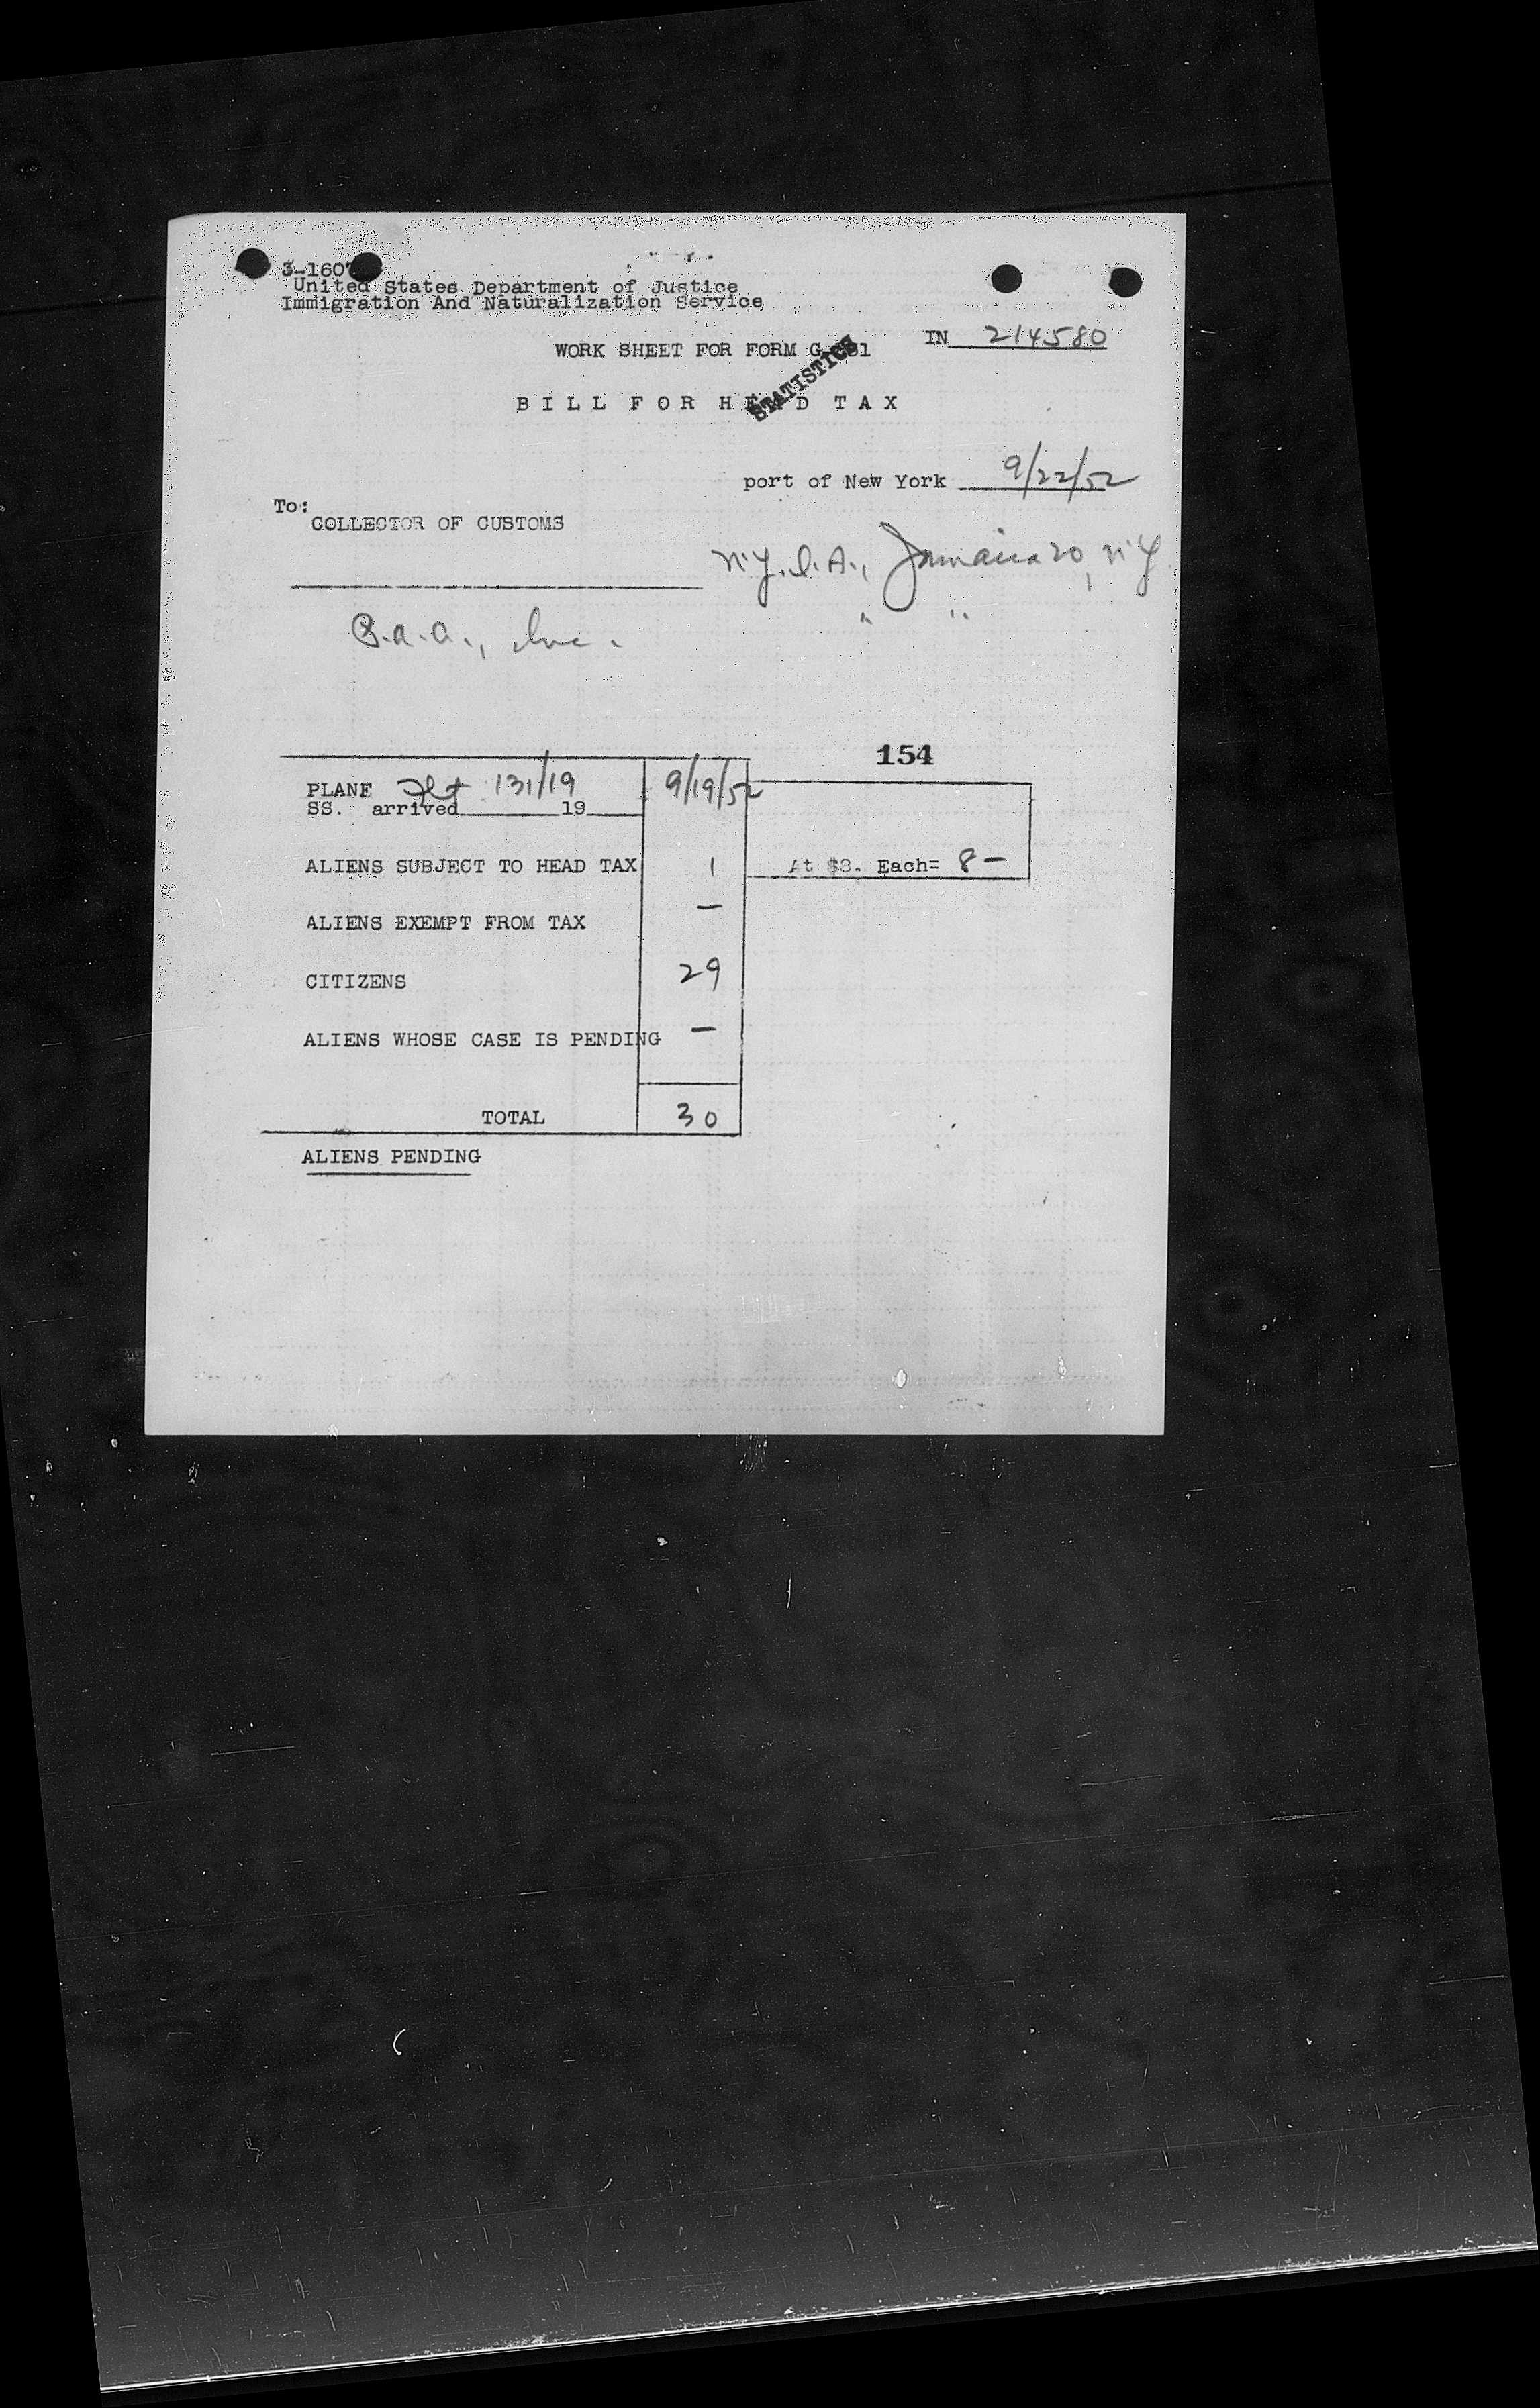 3-1607
United States Department of Justice
Immigration And Naturalization Service
IN 214580
WORK SHEET FOR FORM G 1
STATISTICS
BILL FOR HEAD TAX
port of New York 9/22/52
To:
COLLECTOR OF CUSTOMS
N.Y.I.A., Jamaica 20, N.Y.
" "
a.a., Inc.
154
PLANE Flt 131/19 9/19/52
SS. arrived 19
ALIENS SUBJECT TO HEAD TAX 1 At $8. Each= 8 —
ALIENS EXEMPT FROM TAX —
CITIZENS 29
ALIENS WHOSE CASE IS PENDING —
TOTAL 30
ALIENS PENDING